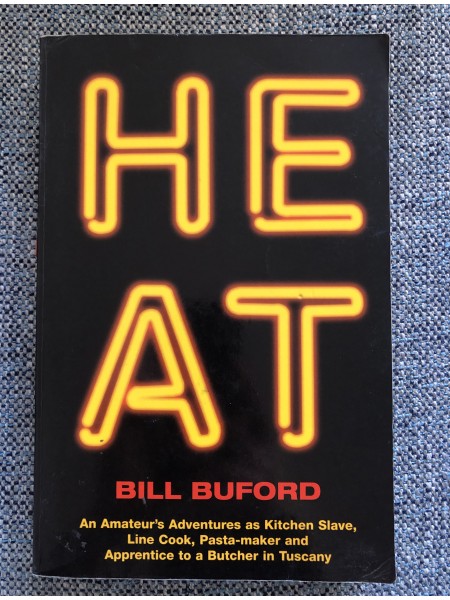 HE
AT
BILL BUFORD
An Amateur's Adventures as Kitchen Slave,
Line Cook, Pasta-maker and
Apprentice to a Butcher in Tuscany